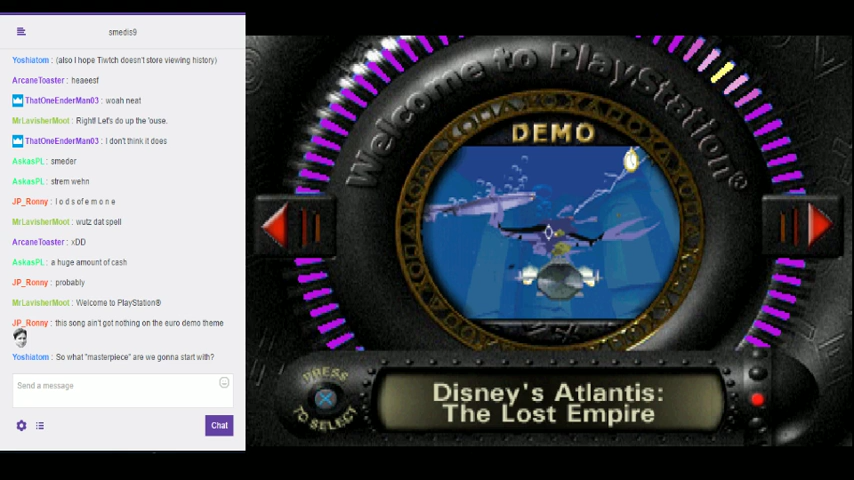 smedis9
Yoshiatom : (also I hope Tiwtch doesn't store viewing history)
ArcaneToaster : heaeesf
ThatOneEnderMan03 : woah neat
MrLavisherMoot : Right! Let's do up the 'ouse.
ThatOneEnderMan03 : I don't think it does
AskasPL : smeder
AskasPL : strem wehn
JP_Ronny : l o d s of e m o n e
MrLavisherMoot : wutz dat spell
ArcaneToaster : xDD
AskasPL : a huge amount of cash
JP_Ronny : probably
MrLavisherMoot : Welcome to PlayStation®
JP_Ronny : this song ain't got nothing on the euro demo theme
Yoshiatom : So what "masterpiece" are we gonna start with?
Send a message
Chat
Welcome to PlayStation®
DEMO
PRESS
TO SELECT
Disney's Atlantis:
The Lost Empire